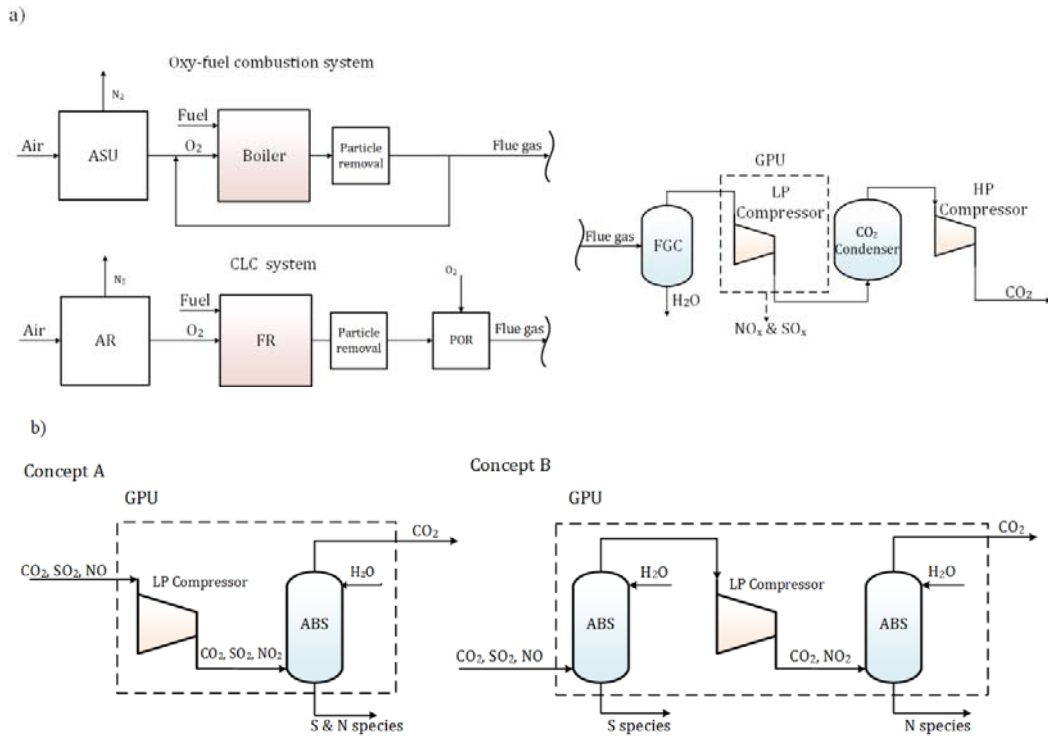 a)
Oxy-fuel combustion system
N₂
Fuel
Air
ASU
O₂
Boiler
Particle
removal
Flue gas
CLC system
N₂
O₂
Fuel
Air
AR
O₂
FR
Particle
removal
POR
Flue gas
GPU
LP
Compressor
HP
Compressor
Flue gas
FGC
CO₂
Condenser
H₂O
CO₂
NOₓ & SOₓ
b)
Concept A
GPU
CO₂
CO₂, SO₂, NO
LP Compressor
H₂O
ABS
CO₂, SO₂, NO₂
S & N species
Concept B
GPU
CO₂
H₂O
LP Compressor
H₂O
ABS
ABS
CO₂, SO₂, NO
CO₂, NO₂
S species
N species